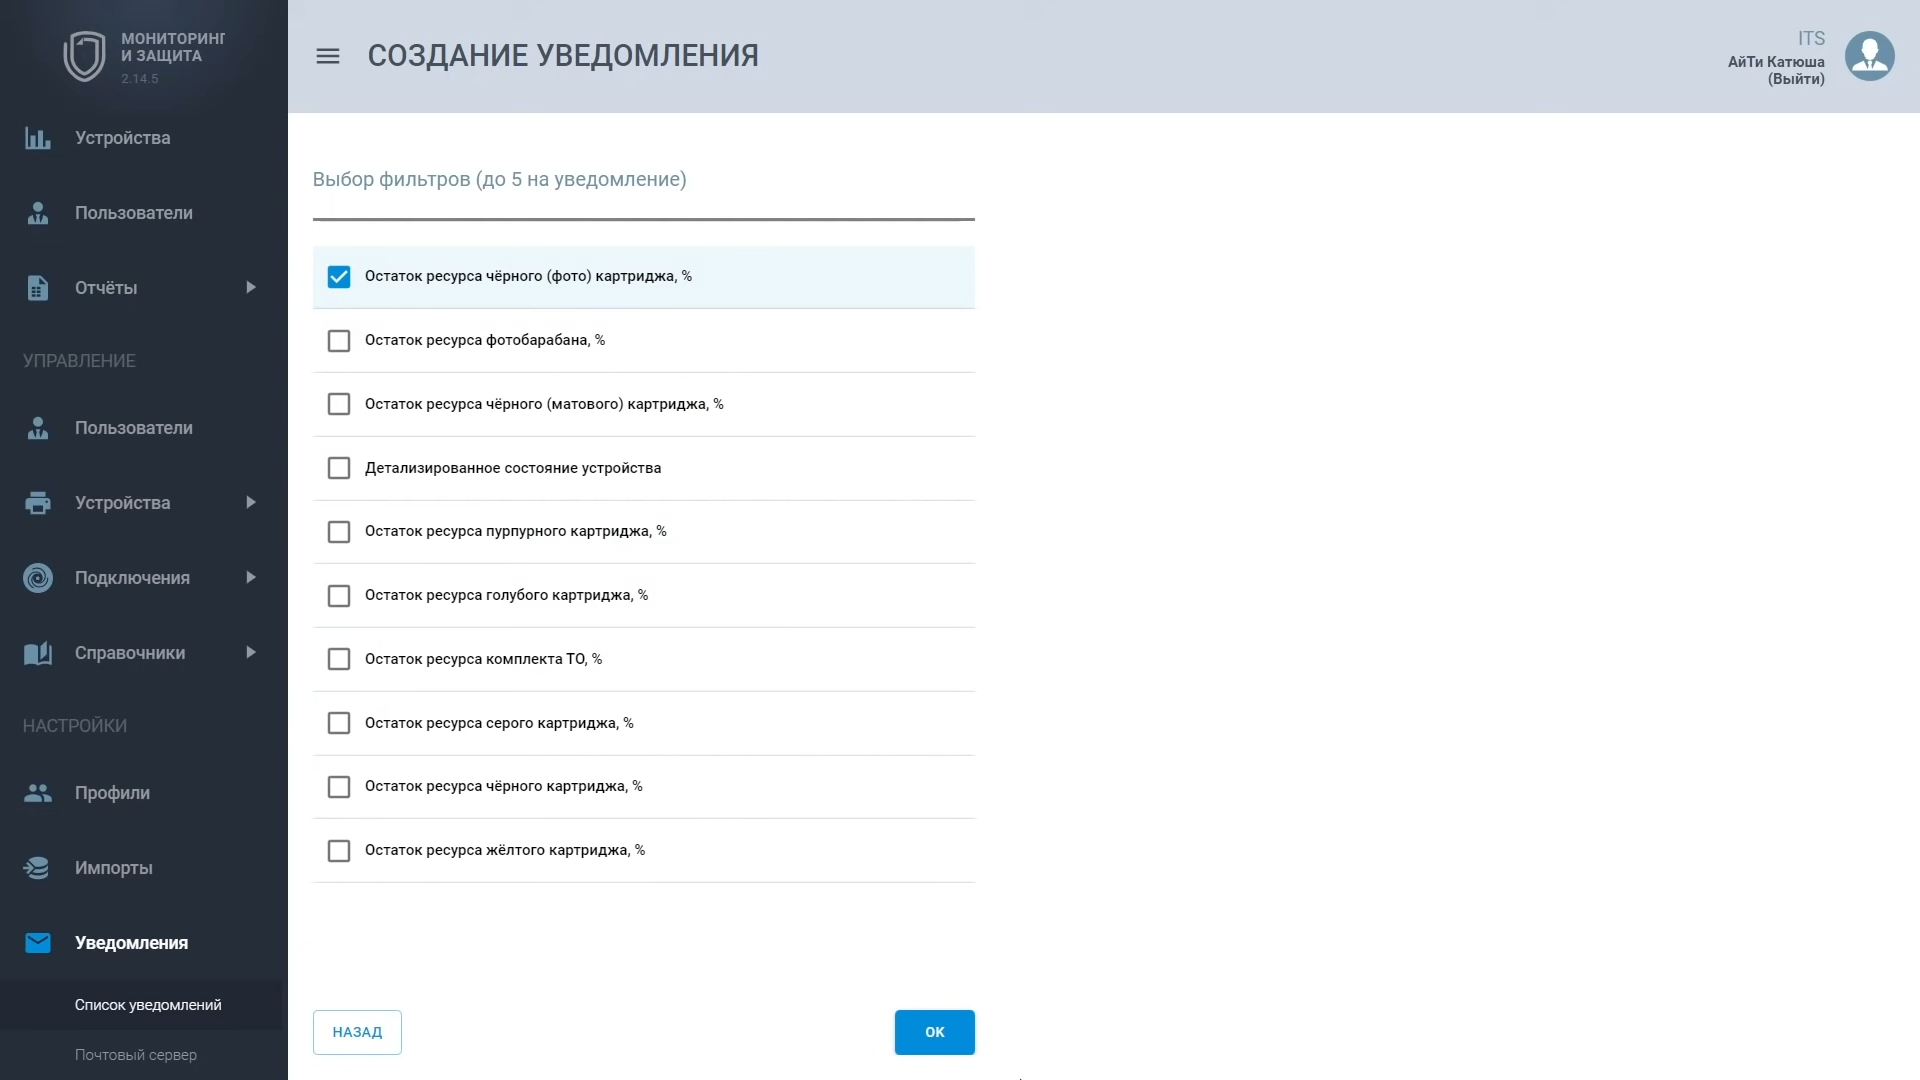 МОНИТОРИНГ
И ЗАЩИТА
2.14.5
Устройства
Пользователи
Отчёты
УПРАВЛЕНИЕ
Пользователи
Устройства
Подключения
Справочники
НАСТРОЙКИ
Профили
Импорты
Уведомления
Список уведомлений
Почтовый сервер
СОЗДАНИЕ УВЕДОМЛЕНИЯ
ITS
АйТи Катюша
(Выйти)
Выбор фильтров (до 5 на уведомление)
Остаток ресурса чёрного (фото) картриджа, %
Остаток ресурса фотобарабана, %
Остаток ресурса чёрного (матового) картриджа, %
Детализированное состояние устройства
Остаток ресурса пурпурного картриджа, %
Остаток ресурса голубого картриджа, %
Остаток ресурса комплекта ТО, %
Остаток ресурса серого картриджа, %
Остаток ресурса чёрного картриджа, %
Остаток ресурса жёлтого картриджа, %
НАЗАД
ОК